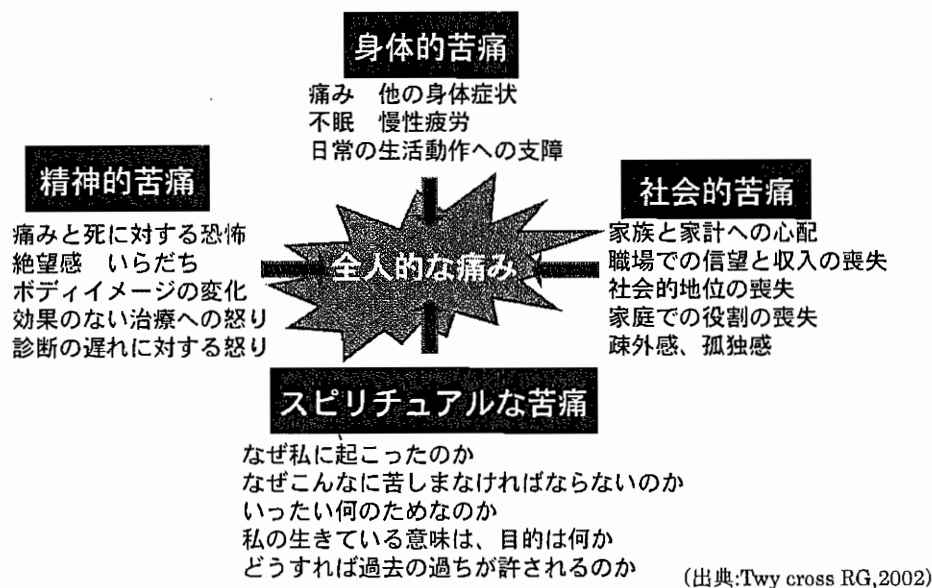 身体的苦痛
痛み　他の身体症状
不眠　慢性疲労
日常の生活動作への支障
精神的苦痛
痛みと死に対する恐怖
絶望感　いらだち
ボディイメージの変化
効果のない治療への怒り
診断の遅れに対する怒り
全人的な痛み
社会的苦痛
家族と家計への心配
職場での信望と収入の喪失
社会的地位の喪失
家庭での役割の喪失
疎外感、孤独感
スピリチュアルな苦痛
なぜ私に起こったのか
なぜこんなに苦しまなければならないのか
いったい何のためなのか
私の生きている意味は、目的は何か
どうすれば過去の過ちが許されるのか
(出典:Twy cross RG,2002)